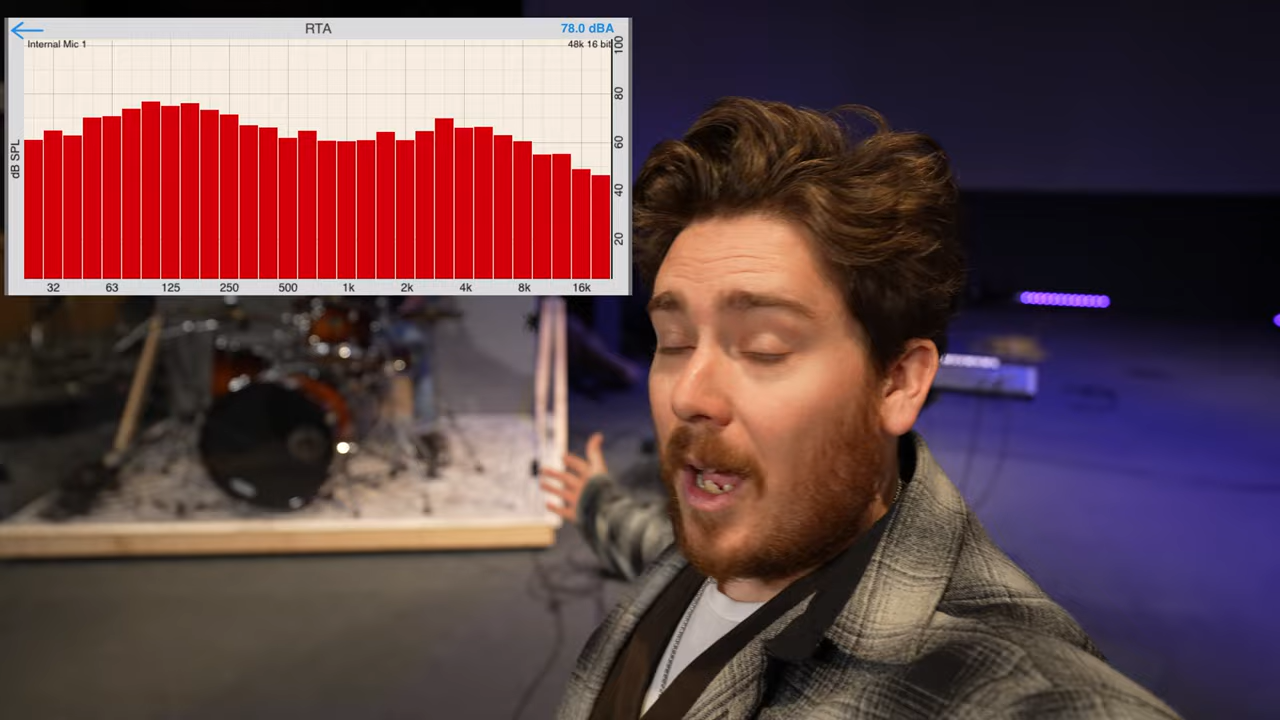 RTA
78.0 dBA
Internal Mic 1
48k 16 bit
dB SPL
100
80
60
40
20
32 63 125 250 500 1k 2k 4k 8k 16k